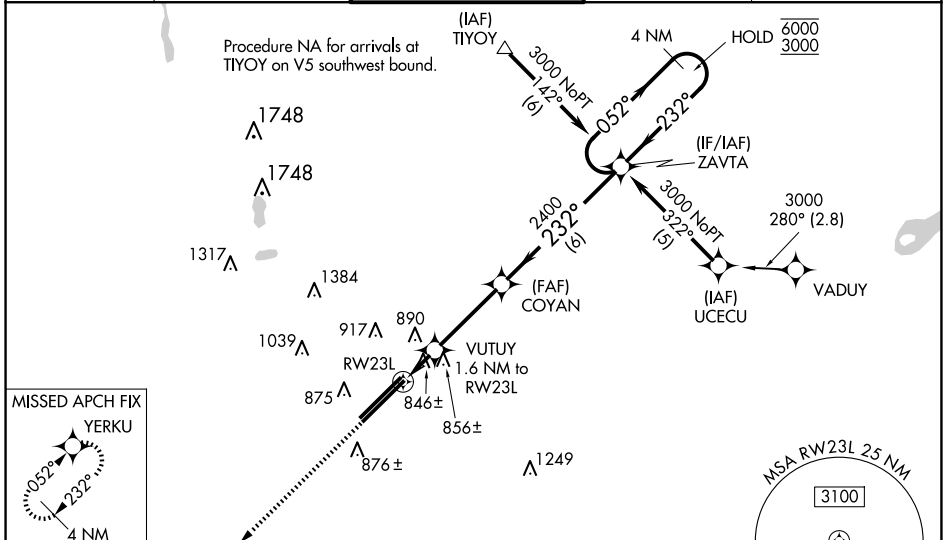 Procedure NA for arrivals at
TIYOY on V5 southwest bound.
(IAF)
TIYOY
3000 NoPT
142°
(6)
4 NM
HOLD
6000
3000
052°
232°
(IF/IAF)
ZAVTA
3000 NoPT
322°
(5)
3000
280° (2.8)
VADUY
(IAF)
UCECU
2400
232°
(6)
(FAF)
COYAN
1748
1748
1317
1384
1039
917
890
VUTUY
1.6 NM to
RW23L
RW23L
875
846±
856±
876±
1249
MISSED APCH FIX
YERKU
052°
232°
4 NM
MSA RW23L 25 NM
3100